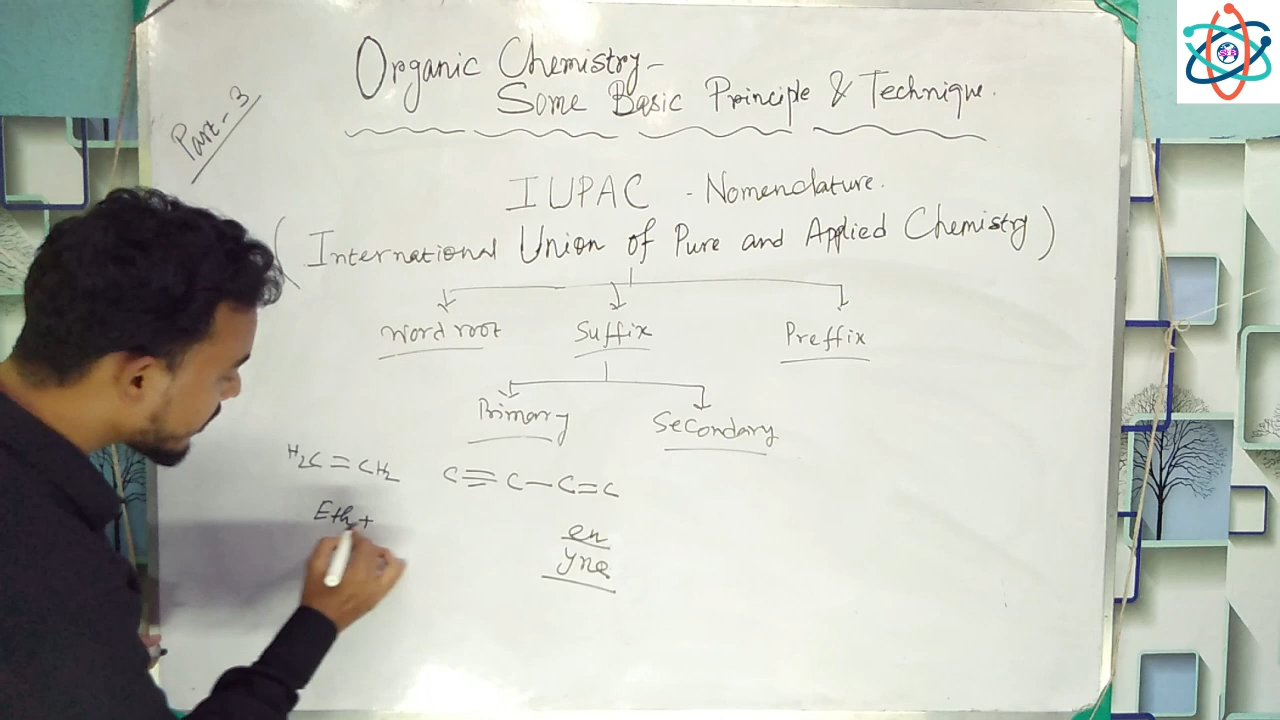 Part-3
Organic Chemistry-
Some Basic Principle & Technique.
IUPAC - Nomenclature.
( International Union of Pure and Applied Chemistry )
Word root Suffix Preffix
Primary Secondary
H₂C=CH₂ C≡C-C=C
Eth +
en
yne